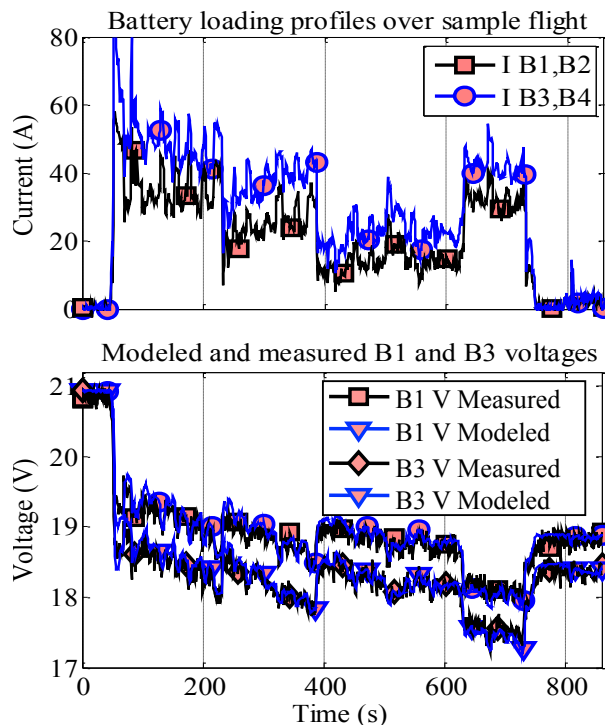 Battery loading profiles over sample flight
80
60
40
20
0
Current (A)
I B1,B2
I B3,B4
Modeled and measured B1 and B3 voltages
21
20
19
18
17
Voltage (V)
B1 V Measured
B1 V Modeled
B3 V Measured
B3 V Modeled
0 200 400 600 800
Time (s)